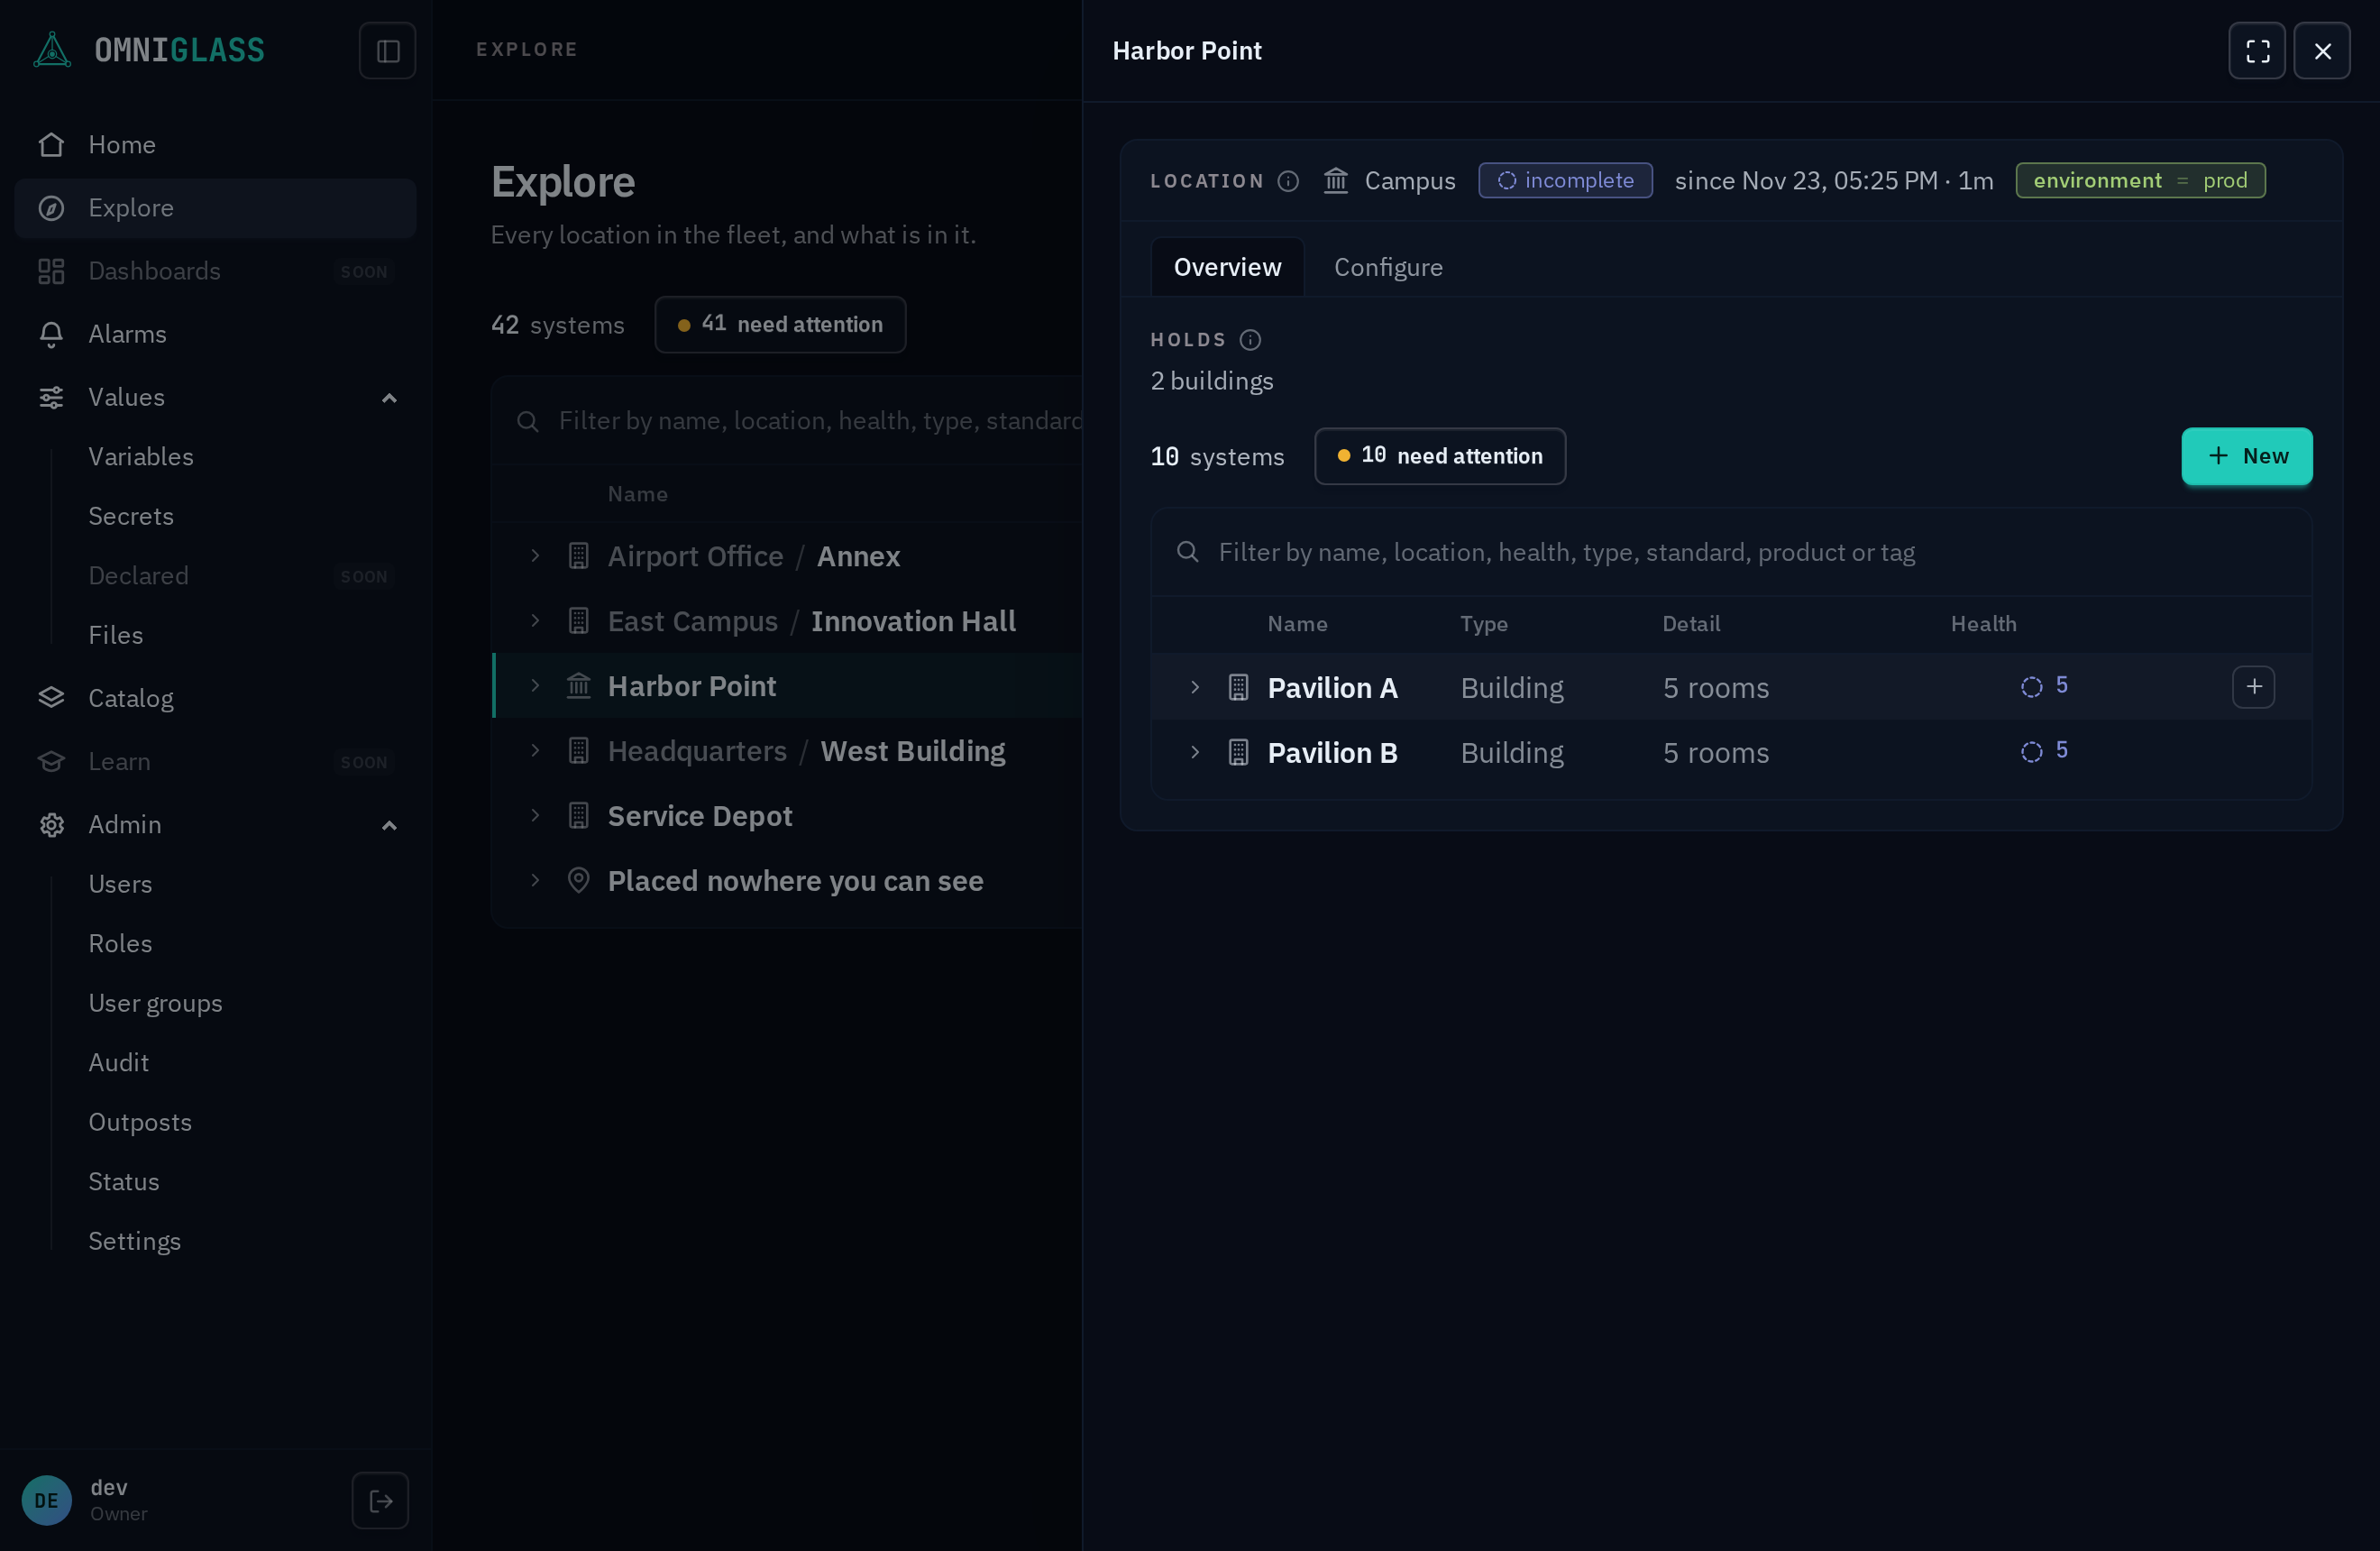 OMNIGLASS
Home
Explore
Dashboards SOON
Alarms
Values
Variables
Secrets
Declared SOON
Files
Catalog
Learn SOON
Admin
Users
Roles
User groups
Audit
Outposts
Status
Settings
DE
dev
Owner
EXPLORE
Explore
Every location in the fleet, and what is in it.
42 systems 41 need attention
Filter by name, location, health, type, standard
Name
Airport Office / Annex
East Campus / Innovation Hall
Harbor Point
Headquarters / West Building
Service Depot
Placed nowhere you can see
Harbor Point
LOCATION Campus incomplete since Nov 23, 05:25 PM · 1m environment = prod
Overview Configure
HOLDS
2 buildings
10 systems 10 need attention + New
Filter by name, location, health, type, standard, product or tag
Name Type Detail Health
Pavilion A Building 5 rooms 5
Pavilion B Building 5 rooms 5